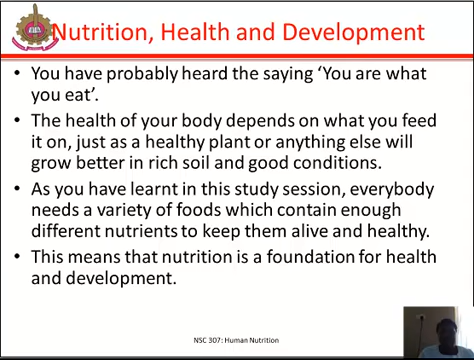 Nutrition, Health and Development
• You have probably heard the saying 'You are what
you eat'.
• The health of your body depends on what you feed
it on, just as a healthy plant or anything else will
grow better in rich soil and good conditions.
• As you have learnt in this study session, everybody
needs a variety of foods which contain enough
different nutrients to keep them alive and healthy.
• This means that nutrition is a foundation for health
and development.
NSC 307: Human Nutrition